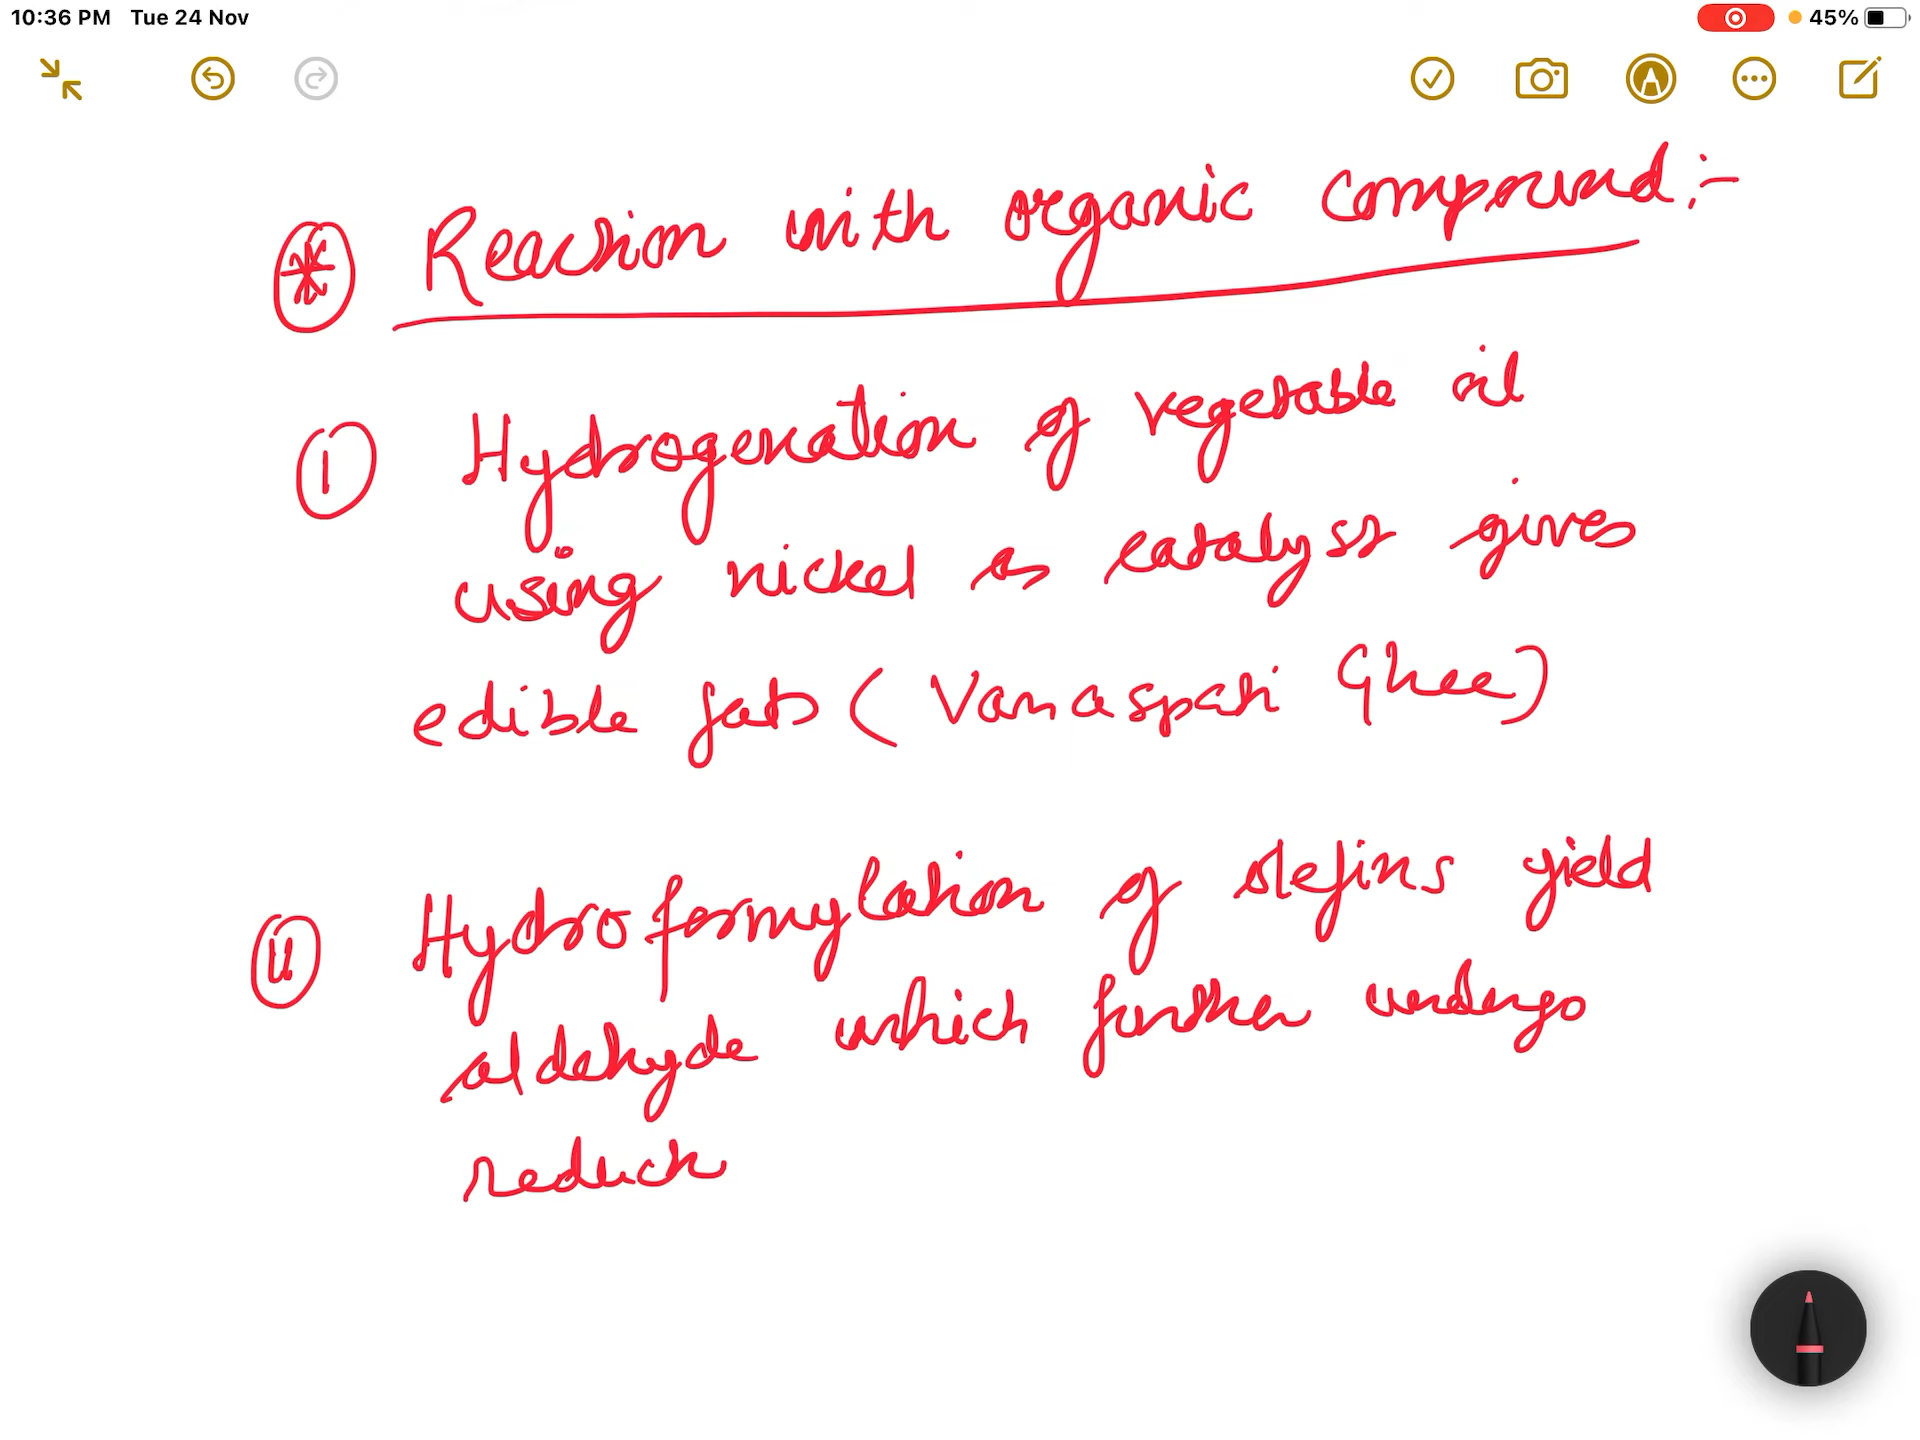 10:36 PM Tue 24 Nov 45%
* Reaction with organic compound :-
i Hydrogenation of vegetable oil
using nickel as catalyst gives
edible fats ( Vanaspati Ghee)
ii Hydroformylation of olefins yield
aldehyde which further undergo
reducti